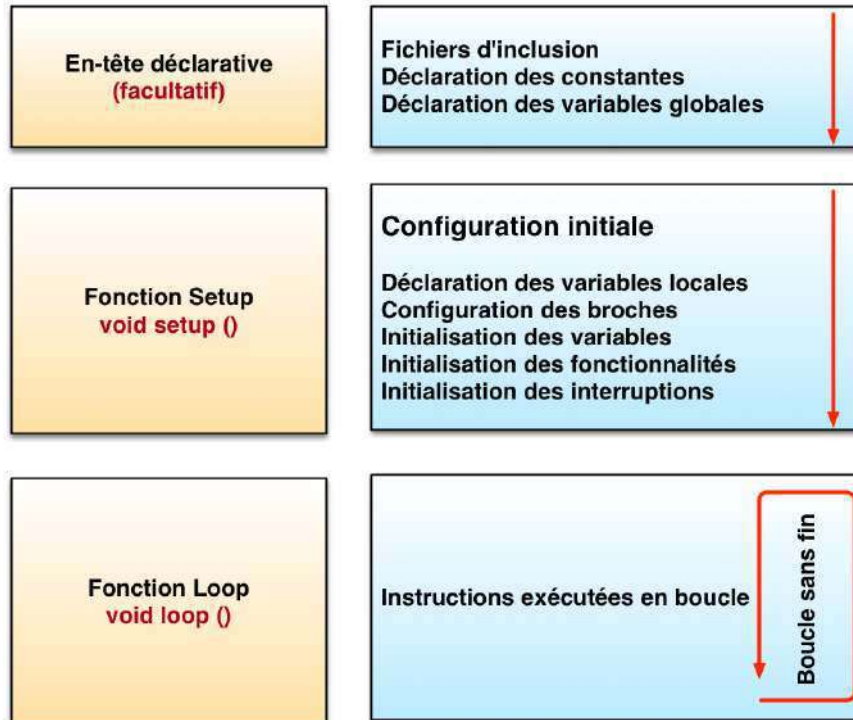 En-tête déclarative
(facultatif)
Fichiers d'inclusion
Déclaration des constantes
Déclaration des variables globales
Fonction Setup
void setup ()
Configuration initiale
Déclaration des variables locales
Configuration des broches
Initialisation des variables
Initialisation des fonctionnalités
Initialisation des interruptions
Fonction Loop
void loop ()
Instructions exécutées en boucle
Boucle sans fin